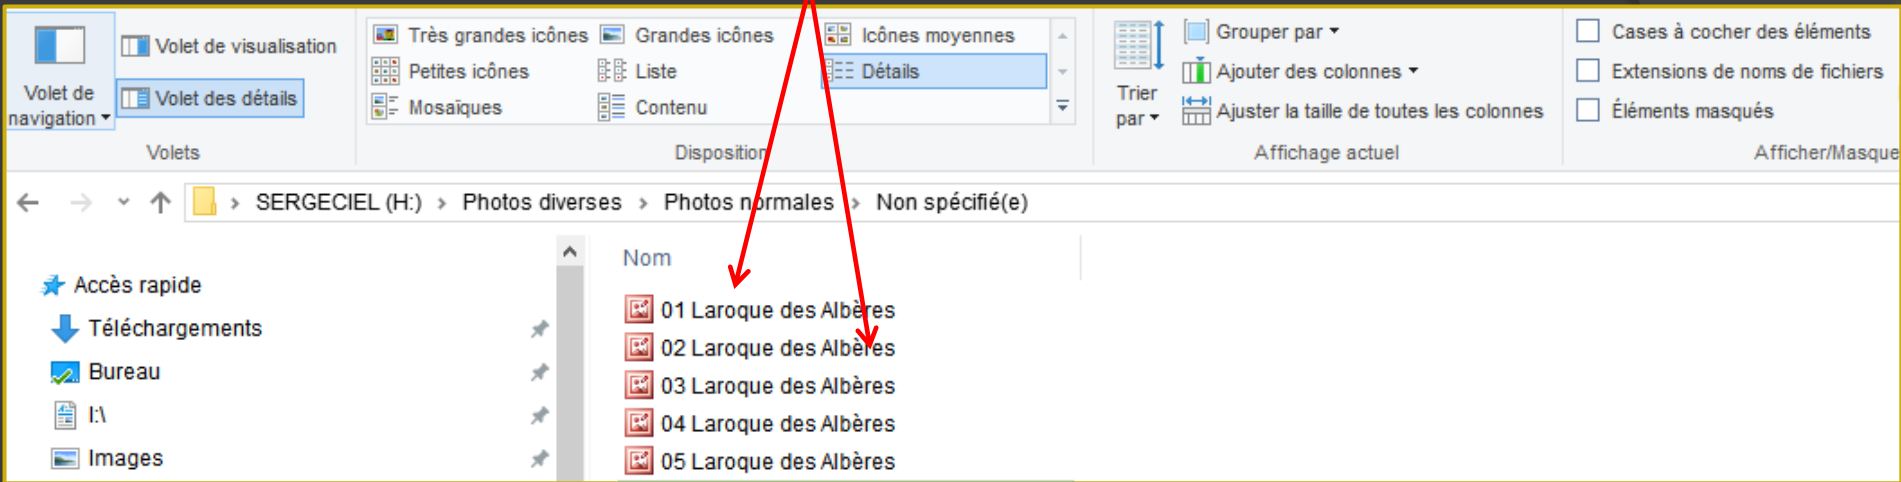 Volet de navigation
Volet de visualisation
Volet des détails
Volets
Très grandes icônes
Grandes icônes
Icônes moyennes
Petites icônes
Liste
Détails
Mosaïques
Contenu
Disposition
Trier par
Grouper par
Ajouter des colonnes
Ajuster la taille de toutes les colonnes
Affichage actuel
Cases à cocher des éléments
Extensions de noms de fichiers
Éléments masqués
Afficher/Masque
SERGECIEL (H:) > Photos diverses > Photos normales > Non spécifié(e)
Accès rapide
Téléchargements
Bureau
I:\
Images
Nom
01 Laroque des Albères
02 Laroque des Albères
03 Laroque des Albères
04 Laroque des Albères
05 Laroque des Albères